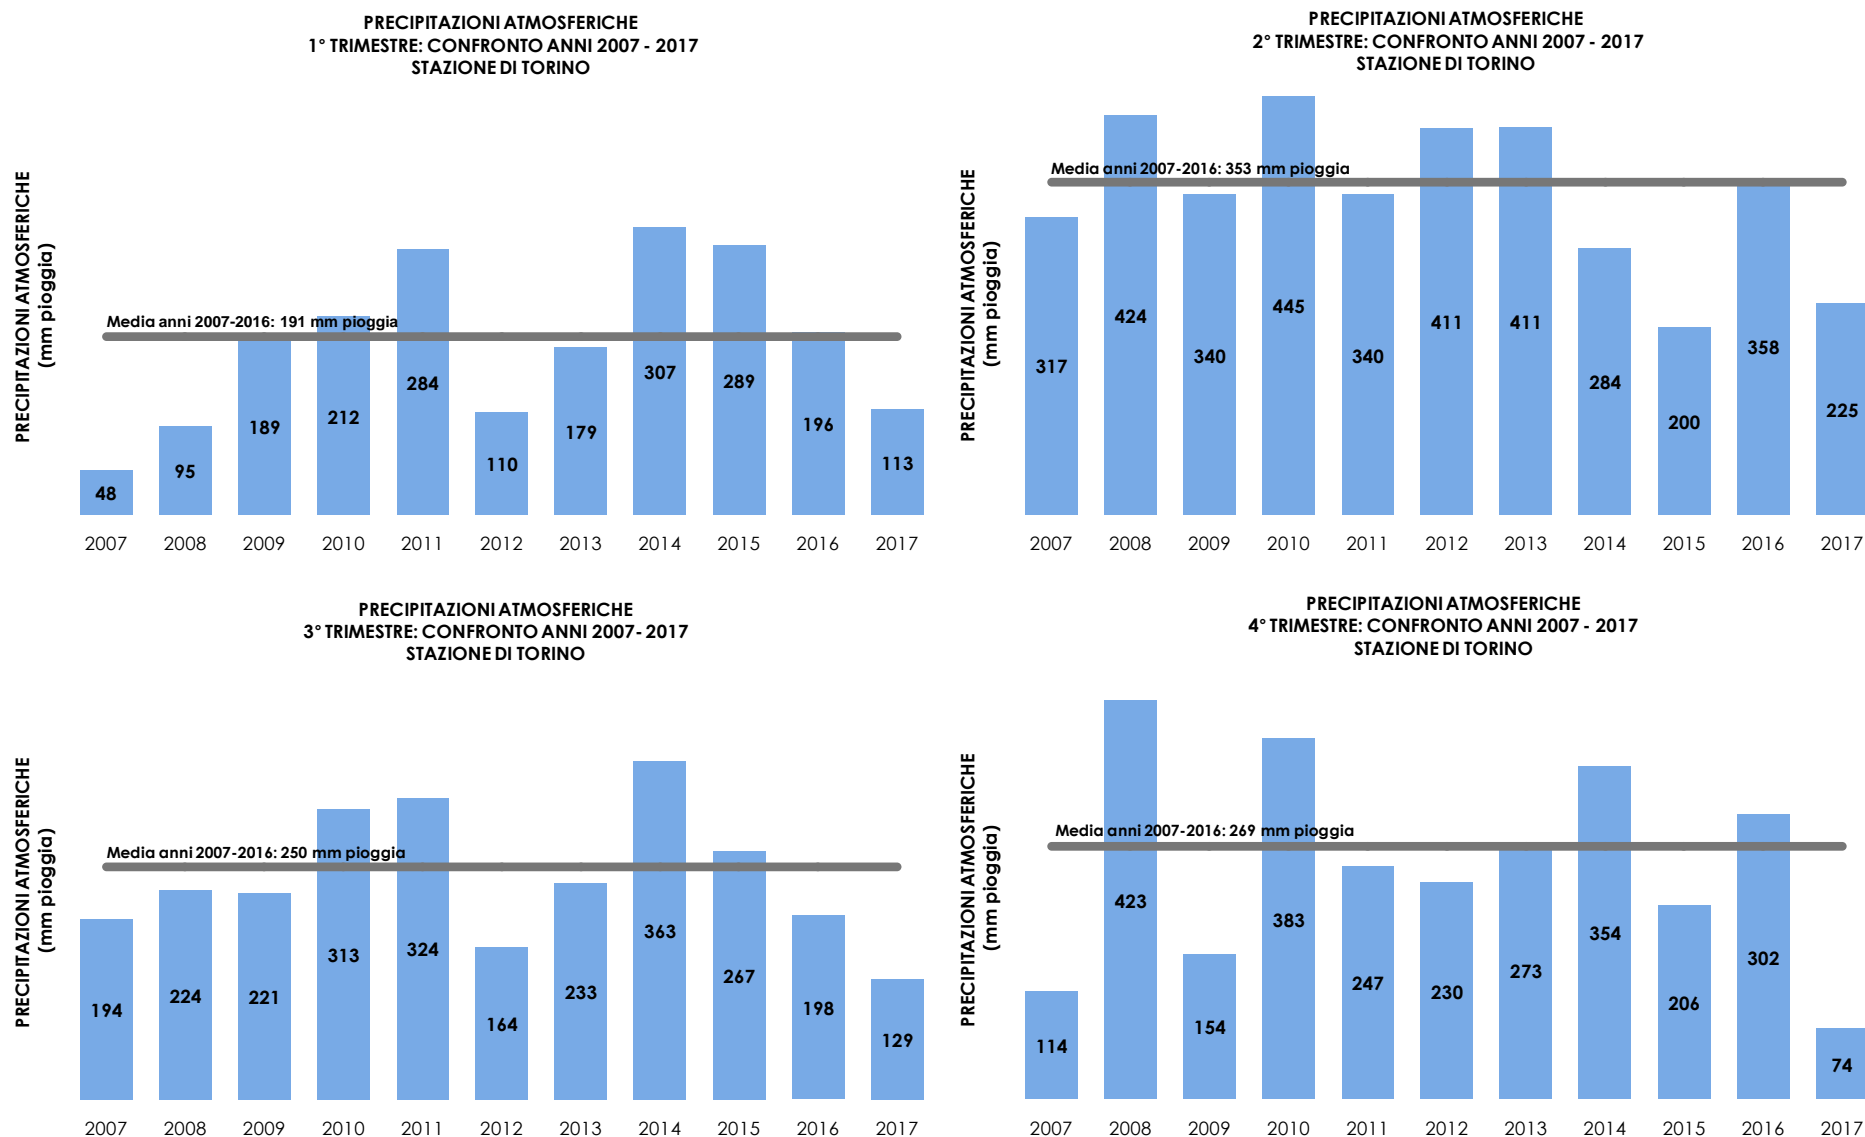 PRECIPITAZIONI ATMOSFERICHE
1° TRIMESTRE: CONFRONTO ANNI 2007 - 2017
STAZIONE DI TORINO
PRECIPITAZIONI ATMOSFERICHE
(mm pioggia)
Media anni 2007-2016: 191 mm pioggia
48 95 189 212 284 110 179 307 289 196 113
2007 2008 2009 2010 2011 2012 2013 2014 2015 2016 2017
PRECIPITAZIONI ATMOSFERICHE
2° TRIMESTRE: CONFRONTO ANNI 2007 - 2017
STAZIONE DI TORINO
PRECIPITAZIONI ATMOSFERICHE
(mm pioggia)
Media anni 2007-2016: 353 mm pioggia
317 424 340 445 340 411 411 284 200 358 225
2007 2008 2009 2010 2011 2012 2013 2014 2015 2016 2017
PRECIPITAZIONI ATMOSFERICHE
3° TRIMESTRE: CONFRONTO ANNI 2007- 2017
STAZIONE DI TORINO
PRECIPITAZIONI ATMOSFERICHE
(mm pioggia)
Media anni 2007-2016: 250 mm pioggia
194 224 221 313 324 164 233 363 267 198 129
2007 2008 2009 2010 2011 2012 2013 2014 2015 2016 2017
PRECIPITAZIONI ATMOSFERICHE
4° TRIMESTRE: CONFRONTO ANNI 2007 - 2017
STAZIONE DI TORINO
PRECIPITAZIONI ATMOSFERICHE
(mm pioggia)
Media anni 2007-2016: 269 mm pioggia
114 423 154 383 247 230 273 354 206 302 74
2007 2008 2009 2010 2011 2012 2013 2014 2015 2016 2017